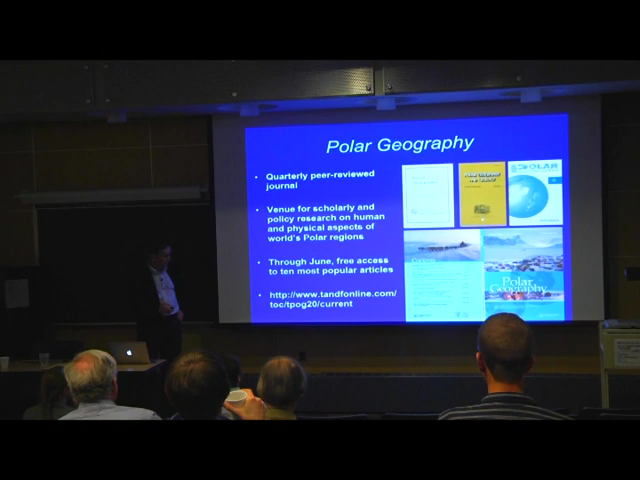 Polar Geography
• Quarterly peer-reviewed
journal
• Venue for scholarly and
policy research on human
and physical aspects of
world's Polar regions
• Through June, free access
to ten most popular articles
• http://www.tandfonline.com/
toc/tpog20/current
POLAR
Polar
Geography